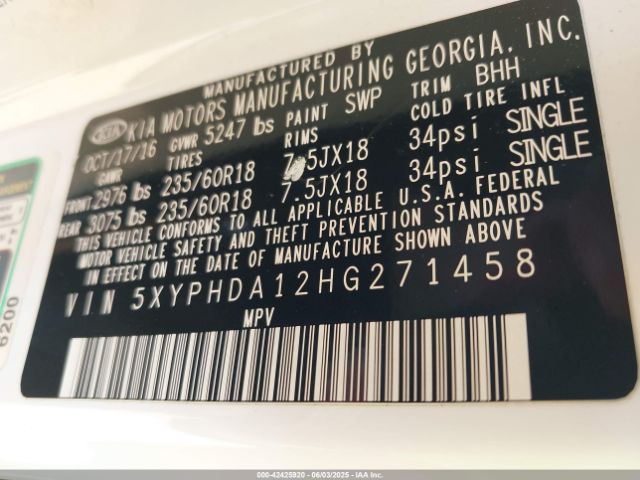 MANUFACTURED BY
KIA KIA MOTORS MANUFACTURING GEORGIA, INC.
OCT/17/16 GVWR 5247 lbs PAINT SWP TRIM BHH
GAWR TIRES RIMS COLD TIRE INFL
FRONT 2976 lbs 235/60R18 7.5JX18 34psi SINGLE
REAR 3075 lbs 235/60R18 7.5JX18 34psi SINGLE
THIS VEHICLE CONFORMS TO ALL APPLICABLE U.S.A. FEDERAL
MOTOR VEHICLE SAFETY AND THEFT PREVENTION STANDARDS
IN EFFECT ON THE DATE OF MANUFACTURE SHOWN ABOVE
VIN 5XYPHDA12HG271458
MPV
6200
000-42425920 - 06/03/2025 - IAA Inc.